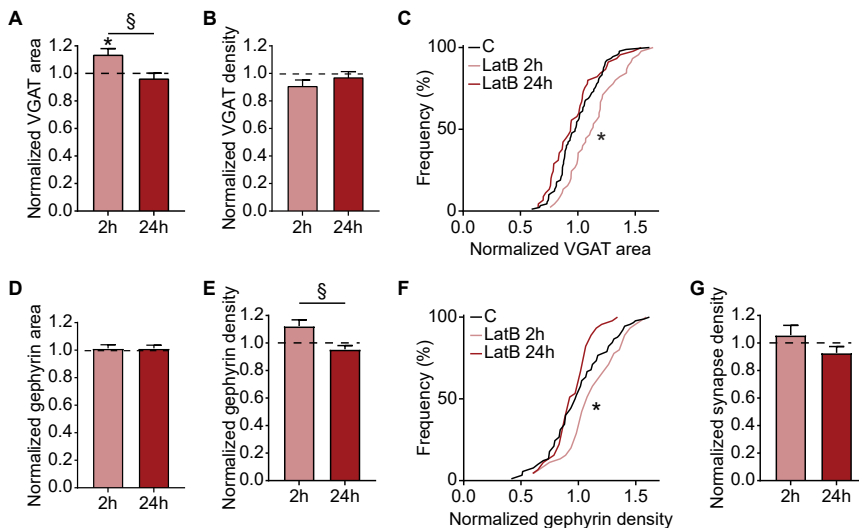 A
§
*
Normalized VGAT area
1.2
1.0
0.8
0.6
0.4
0.2
0.0
2h 24h
B
Normalized VGAT density
1.2
1.0
0.8
0.6
0.4
0.2
0.0
2h 24h
C
C
LatB 2h
LatB 24h
*
Frequency (%)
100
50
0
0.0 0.5 1.0 1.5
Normalized VGAT area
D
Normalized gephyrin area
1.2
1.0
0.8
0.6
0.4
0.2
0.0
2h 24h
E
§
Normalized gephyrin density
1.2
1.0
0.8
0.6
0.4
0.2
0.0
2h 24h
F
C
LatB 2h
LatB 24h
*
Frequency (%)
100
50
0
0.0 0.5 1.0 1.5
Normalized gephyrin density
G
Normalized synapse density
1.2
1.0
0.8
0.6
0.4
0.2
0.0
2h 24h